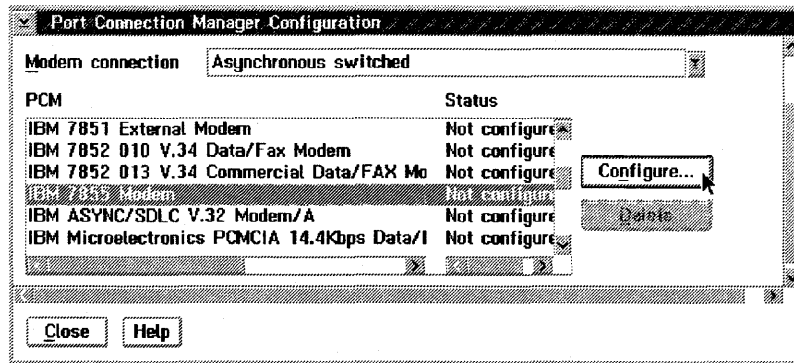 Port Connection Manager Configuration
Modem connection Asynchronous switched
PCM Status
IBM 7851 External Modem Not configure
IBM 7852 010 V.34 Data/Fax Modem Not configure
IBM 7852 013 V.34 Commercial Data/FAX Mo Not configure
Configure...
IBM 7855 Modem Not configure
IBM ASYNC/SDLC V.32 Modem/A Not configure
Delete
IBM Microelectronics PCMCIA 14.4Kbps Data/I Not configure
Close Help